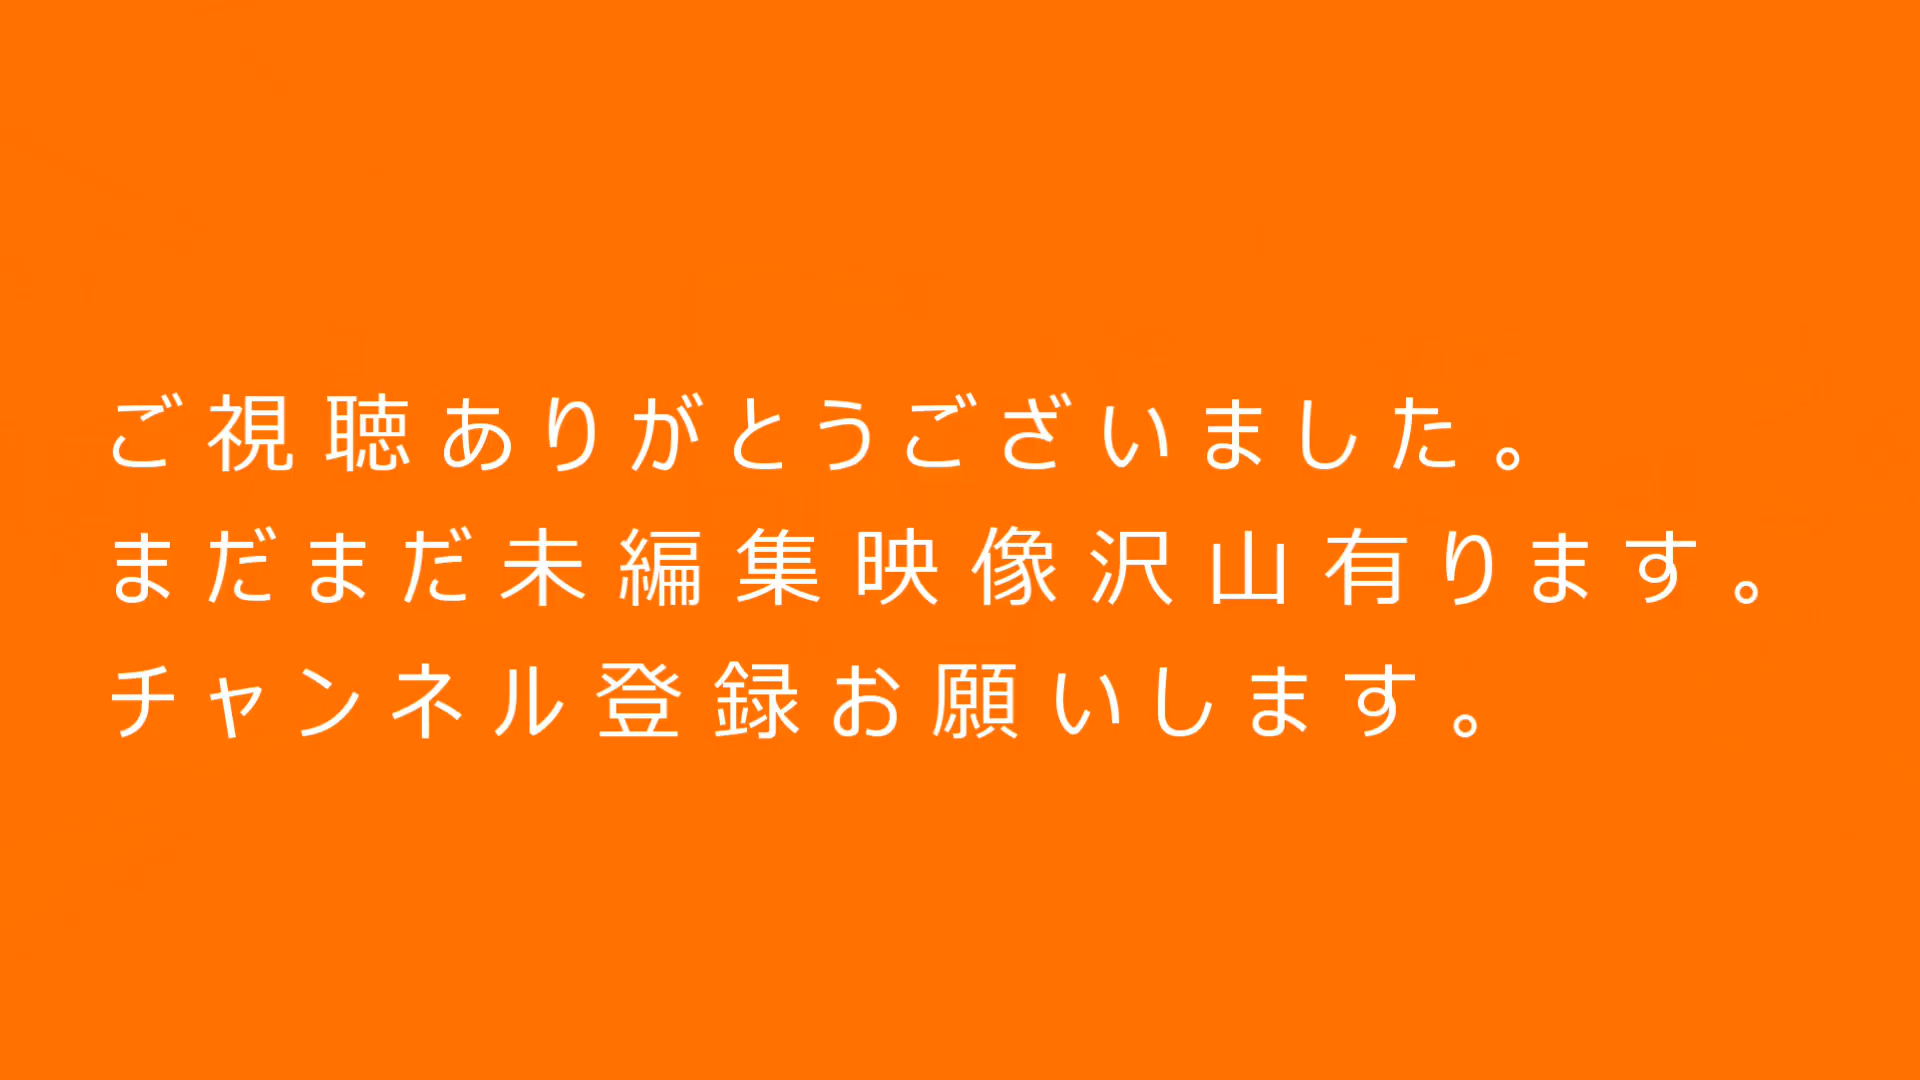 ご視聴ありがとうございました。
まだまだ未編集映像沢山有ります。
チャンネル登録お願いします。